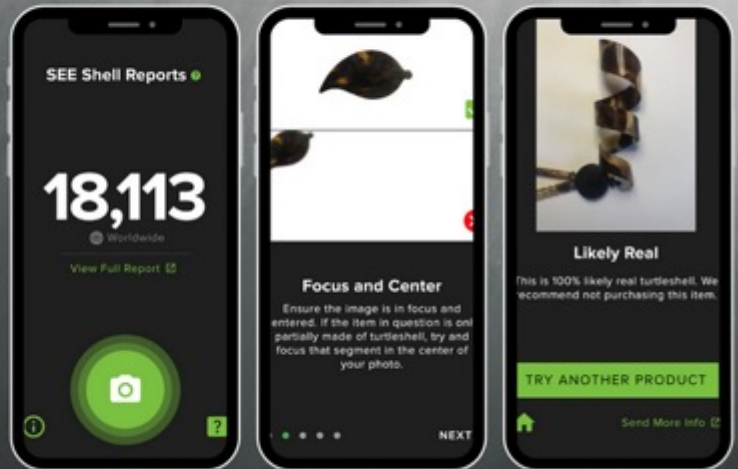 SEE Shell Reports ?
18,113
Worldwide
View Full Report
?
Focus and Center
Ensure the image is in focus and
entered. If the item in question is onl
partially made of turtleshell, try and
focus that segment in the center of
your photo.
NEXT
Likely Real
This is 100% likely real turtleshell. We
recommend not purchasing this item.
TRY ANOTHER PRODUCT
Send More Info